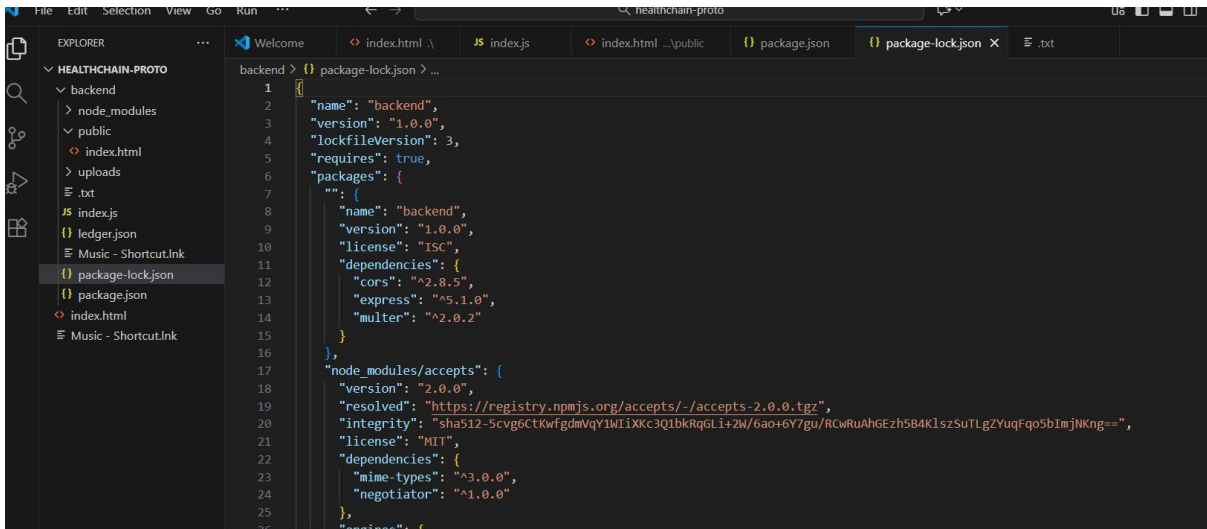 File Edit Selection View Go Run ··· ← → healthchain-proto
EXPLORER ···
HEALTHCHAIN-PROTO
backend
node_modules
public
index.html
uploads
.txt
index.js
ledger.json
Music - Shortcut.lnk
package-lock.json
package.json
index.html
Music - Shortcut.lnk
Welcome index.html .\ JS index.js index.html ...\public {} package.json {} package-lock.json × .txt
backend > {} package-lock.json > ...
1 {
2 "name": "backend",
3 "version": "1.0.0",
4 "lockfileVersion": 3,
5 "requires": true,
6 "packages": {
7 "": {
8 "name": "backend",
9 "version": "1.0.0",
10 "license": "ISC",
11 "dependencies": {
12 "cors": "^2.8.5",
13 "express": "^5.1.0",
14 "multer": "^2.0.2"
15 }
16 },
17 "node_modules/accepts": {
18 "version": "2.0.0",
19 "resolved": "https://registry.npmjs.org/accepts/-/accepts-2.0.0.tgz",
20 "integrity": "sha512-5cvg6CtKwfgdmVqY1WIiXKc3Q1bkRqGLi+2W/6ao+6Y7gu/RCwRuAhGEzh5B4KlszSuTLgZYuqFqo5bImjNKng==",
21 "license": "MIT",
22 "dependencies": {
23 "mime-types": "^3.0.0",
24 "negotiator": "^1.0.0"
25 },
26 "engines": {